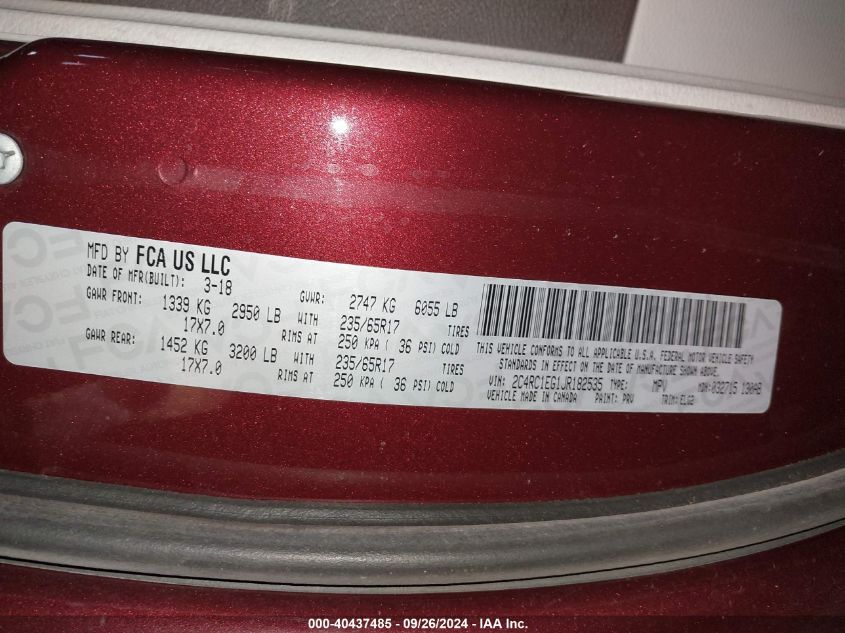 MFD BY FCA US LLC
DATE OF MFR(BUILT): 3-18 GVWR: 2747 KG 6055 LB
GAWR FRONT: 1339 KG 2950 LB WITH 235/65R17 TIRES
17X7.0 RIMS AT 250 KPA ( 36 PSI) COLD
GAWR REAR: 1452 KG 3200 LB WITH 235/65R17 TIRES
17X7.0 RIMS AT 250 KPA ( 36 PSI) COLD
THIS VEHICLE CONFORMS TO ALL APPLICABLE U.S.A. FEDERAL MOTOR VEHICLE SAFETY
STANDARDS IN EFFECT ON THE DATE OF MANUFACTURE SHOWN ABOVE.
VIN: 2C4RC1EG1JR182535 TYPE: MPV MDH:032715 130AB
VEHICLE MADE IN CANADA PAINT: PRV TRIM: ELG2
000-40437485 - 09/26/2024 - IAA Inc.